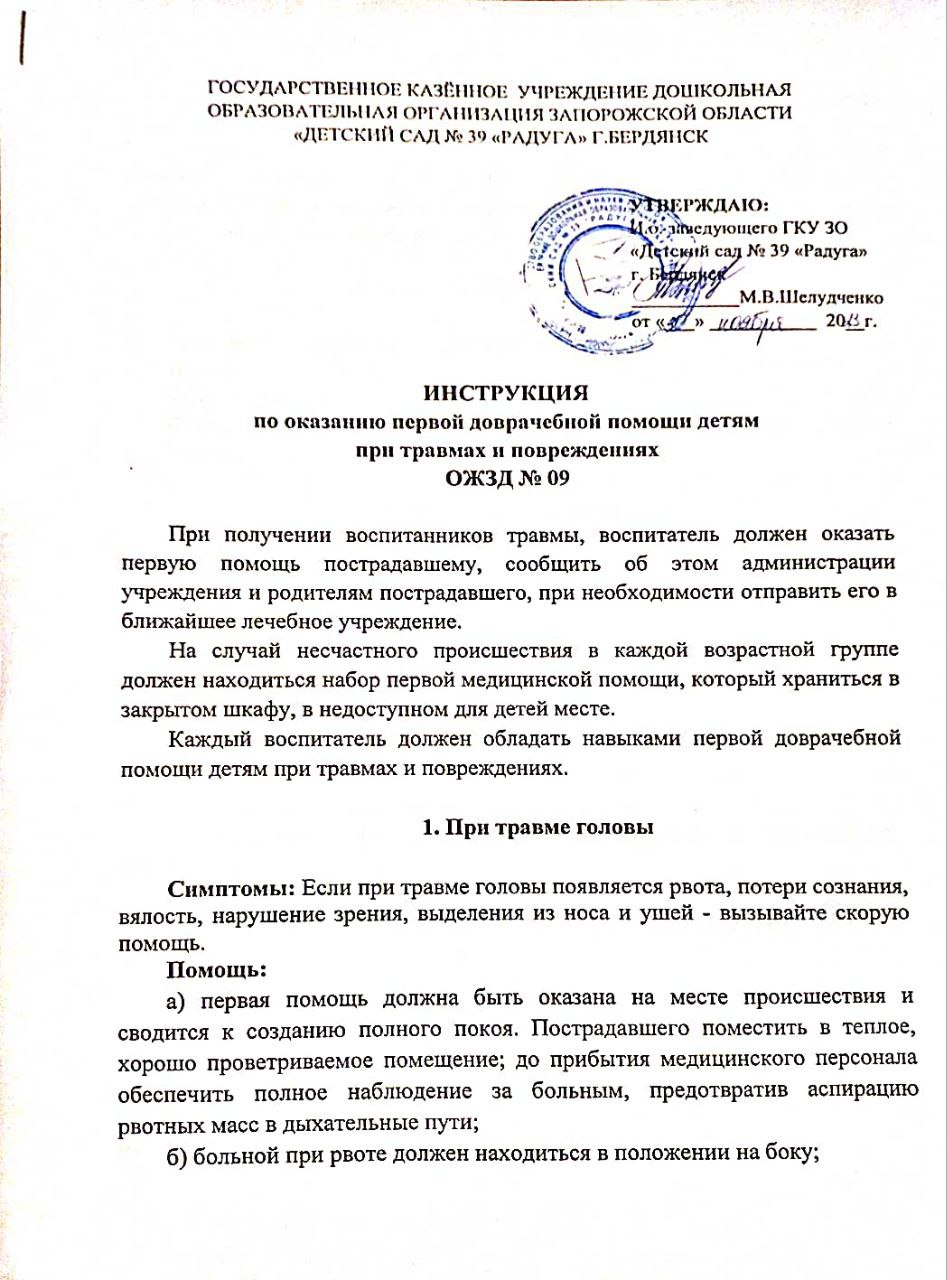 ГОСУДАРСТВЕННОЕ КАЗЁННОЕ УЧРЕЖДЕНИЕ ДОШКОЛЬНАЯ
ОБРАЗОВАТЕЛЬНАЯ ОРГАНИЗАЦИЯ ЗАПОРОЖСКОЙ ОБЛАСТИ
«ДЕТСКИЙ САД № 39 «РАДУГА» Г.БЕРДЯНСК
УТВЕРЖДАЮ:
И.о. заведующего ГКУ ЗО
«Детский сад № 39 «Радуга»
г. Бердянск
М.В.Шелудченко
от « » ноября 2023 г.
ИНСТРУКЦИЯ
по оказанию первой доврачебной помощи детям
при травмах и повреждениях
ОЖЗД № 09
При получении воспитанников травмы, воспитатель должен оказать
первую помощь пострадавшему, сообщить об этом администрации
учреждения и родителям пострадавшего, при необходимости отправить его в
ближайшее лечебное учреждение.
На случай несчастного происшествия в каждой возрастной группе
должен находиться набор первой медицинской помощи, который храниться в
закрытом шкафу, в недоступном для детей месте.
Каждый воспитатель должен обладать навыками первой доврачебной
помощи детям при травмах и повреждениях.
1. При травме головы
Симптомы: Если при травме головы появляется рвота, потери сознания,
вялость, нарушение зрения, выделения из носа и ушей - вызывайте скорую
помощь.
Помощь:
а) первая помощь должна быть оказана на месте происшествия и
сводится к созданию полного покоя. Пострадавшего поместить в теплое,
хорошо проветриваемое помещение; до прибытия медицинского персонала
обеспечить полное наблюдение за больным, предотвратив аспирацию
рвотных масс в дыхательные пути;
б) больной при рвоте должен находиться в положении на боку;